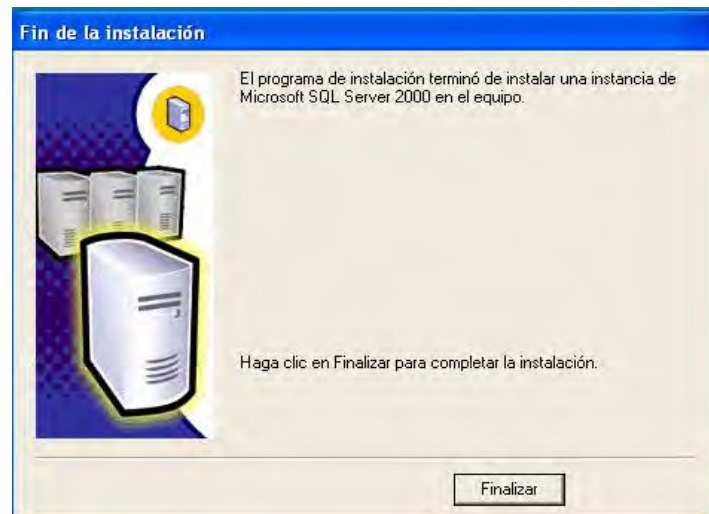 Fin de la instalación
El programa de instalación terminó de instalar una instancia de
Microsoft SQL Server 2000 en el equipo.
Haga clic en Finalizar para completar la instalación.
Finalizar